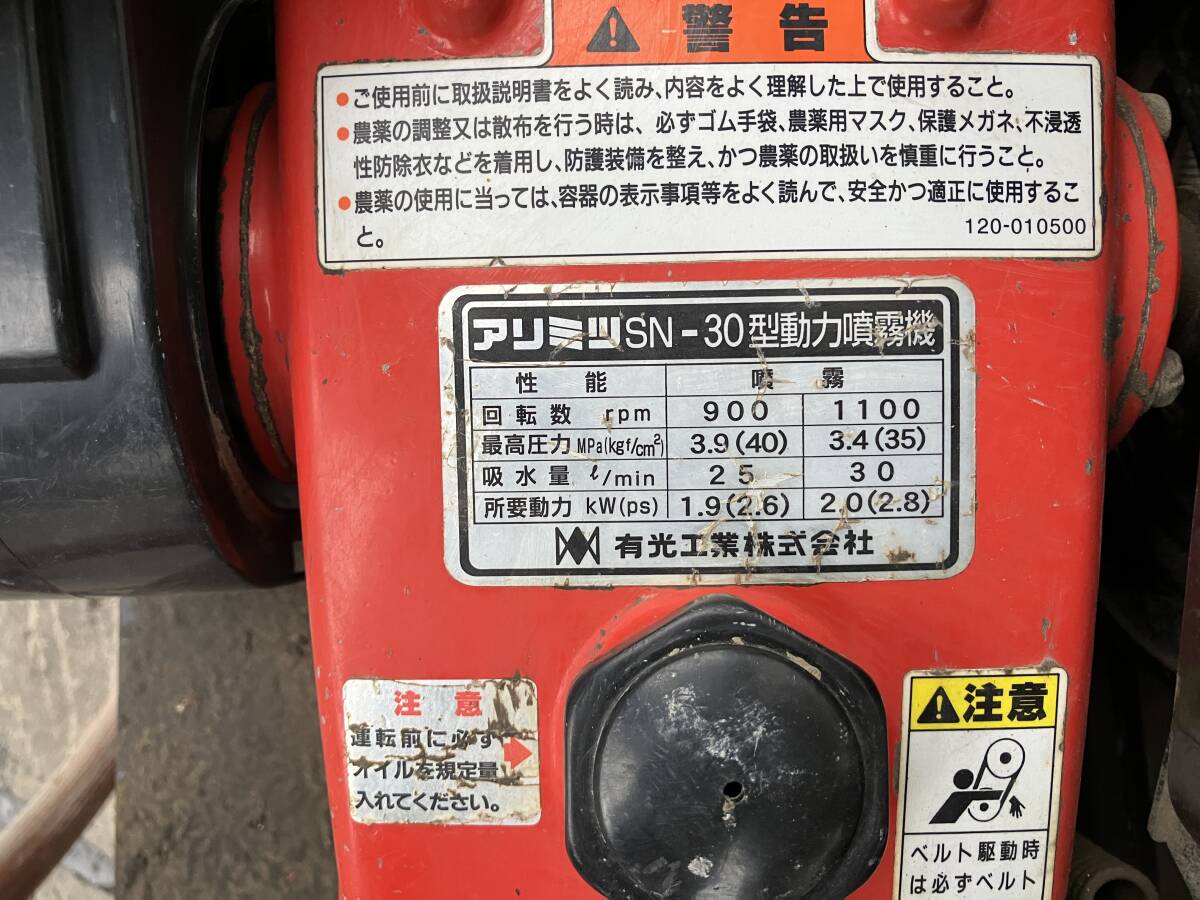 警告
●ご使用前に取扱説明書をよく読み、内容をよく理解した上で使用すること。
●農薬の調整又は散布を行う時は、必ずゴム手袋、農薬用マスク、保護メガネ、不浸透
性防除衣などを着用し、防護装備を整え、かつ農薬の取扱いを慎重に行うこと。
●農薬の使用に当っては、容器の表示事項等をよく読んで、安全かつ適正に使用するこ
と。
120-010500
アリミツSN-30型動力噴霧機
性能 噴霧
回転数 rpm 900 1100
最高圧力 MPa(kgf/cm²) 3.9(40) 3.4(35)
吸水量 ℓ/min 25 30
所要動力 kW(ps) 1.9(2.6) 2.0(2.8)
有光工業株式会社
注意
運転前に必ず
オイルを規定量
入れてください。
注意
ベルト駆動時
は必ずベルト